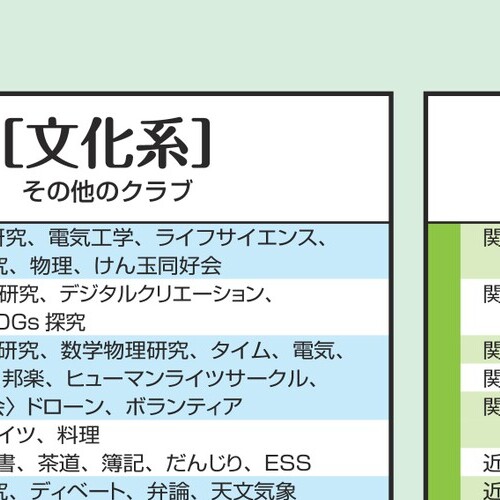 ［文化系］
その他のクラブ
研究、電気工学、ライフサイエンス、
究、物理、けん玉同好会
研究、デジタルクリエーション、
DGs 探究
研究、数学物理研究、タイム、電気、
邦楽、ヒューマンライツサークル、
会〉ドローン、ボランティア
イツ、料理
書、茶道、簿記、だんじり、ESS
究、ディベート、弁論、天文気象
関
関
関
関
関
近
近